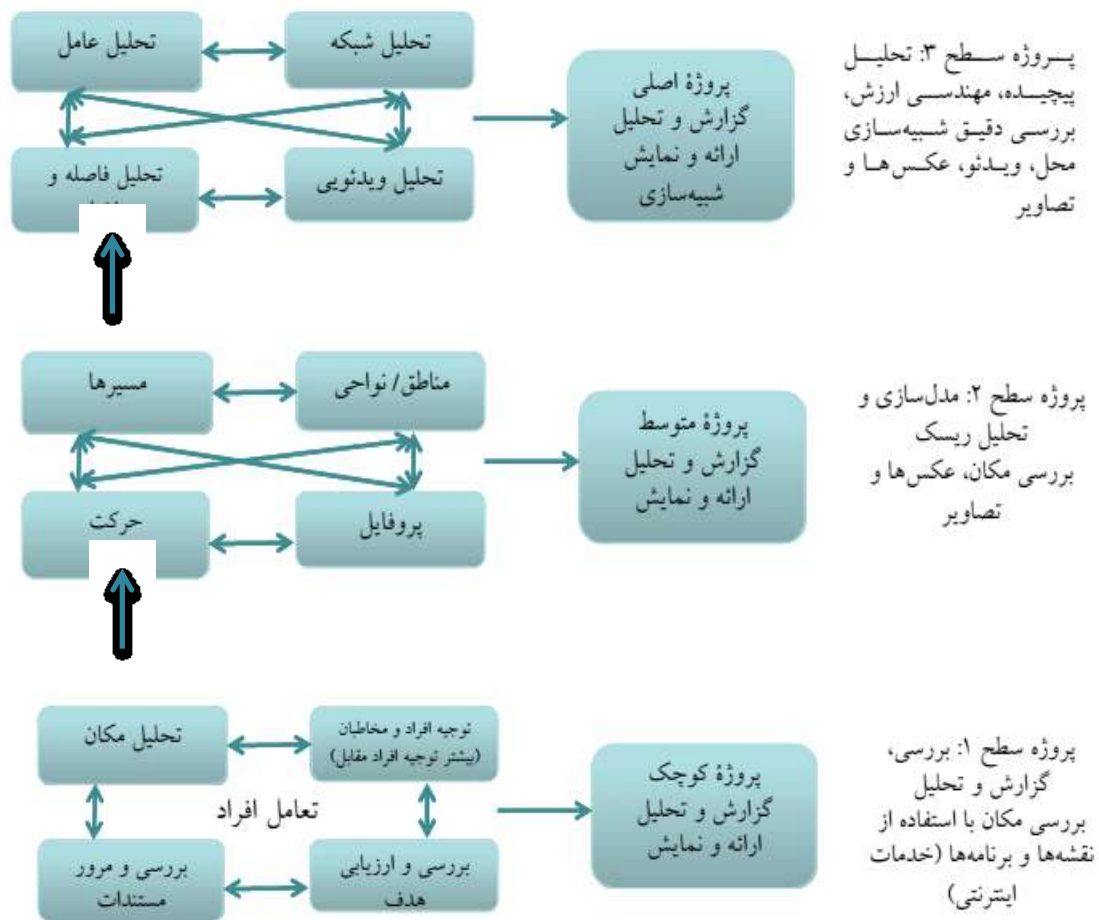 تحلیل شبکه
تحلیل عامل
تحلیل ویدئویی
تحلیل فاصله و
پروژهٔ اصلی
گزارش و تحلیل
ارائه و نمایش
شبیه‌سازی
پـــروژه ســـطح ۳: تحلیـــل
پیچیـده، مهندسـی ارزش،
بررسـی دقیـق شـبیه‌سـازی
محل، ویـدئو، عکـس‌هـا و
تصاویر
مناطق/ نواحی
مسیرها
پروفایل
حرکت
پروژهٔ متوسط
گزارش و تحلیل
ارائه و نمایش
پروژه سطح ۲: مدل‌سازی و
تحلیل ریسک
بررسی مکان، عکس‌ها و
تصاویر
توجیه افراد و مخاطبان
(بیشتر توجیه افراد مقابل)
تحلیل مکان
تعامل افراد
بررسی و ارزیابی
هدف
بررسی و مرور
مستندات
پروژهٔ کوچک
گزارش و تحلیل
ارائه و نمایش
پروژه سطح ۱: بررسی،
گزارش و تحلیل
بررسی مکان با استفاده از
نقشه‌ها و برنامه‌ها (خدمات
اینترنتی)